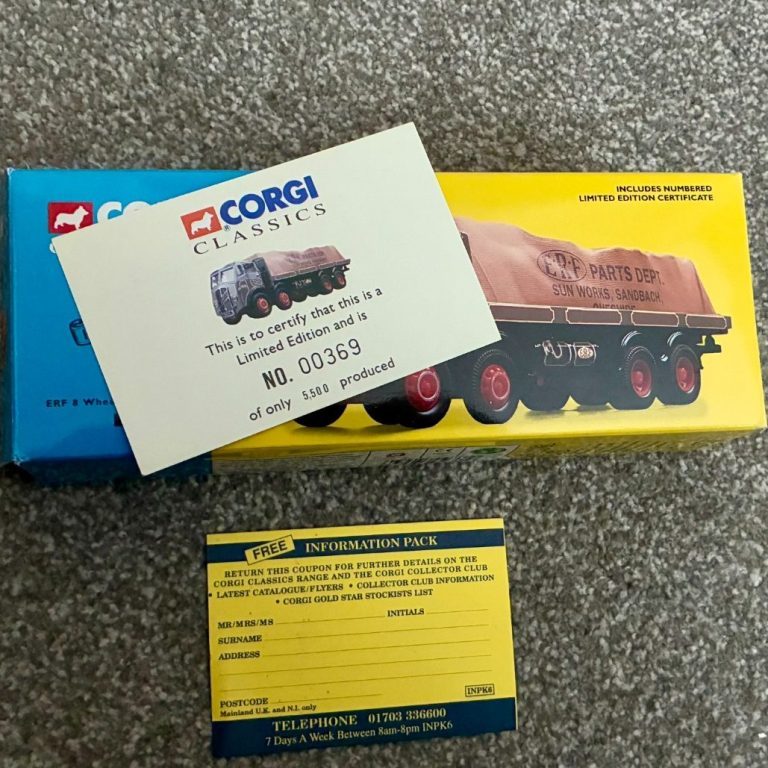 CORGI
CLASSICS
This is to certify that this is a
Limited Edition and is
NO. 00369
of only 5,500 produced
INCLUDES NUMBERED
LIMITED EDITION CERTIFICATE
E.R.F PARTS DEPT.
SUN WORKS, SANDBACH,
CHESHIRE
CO
ERF 8 Whee
FREE INFORMATION PACK
RETURN THIS COUPON FOR FURTHER DETAILS ON THE
CORGI CLASSICS RANGE AND THE CORGI COLLECTOR CLUB
• LATEST CATALOGUE/FLYERS • COLLECTOR CLUB INFORMATION
• CORGI GOLD STAR STOCKISTS LIST
MR/MRS/MS INITIALS
SURNAME
ADDRESS
POSTCODE
Mainland U.K. and N.I. only
INPK6
TELEPHONE 01703 336600
7 Days A Week Between 8am-8pm INPK6